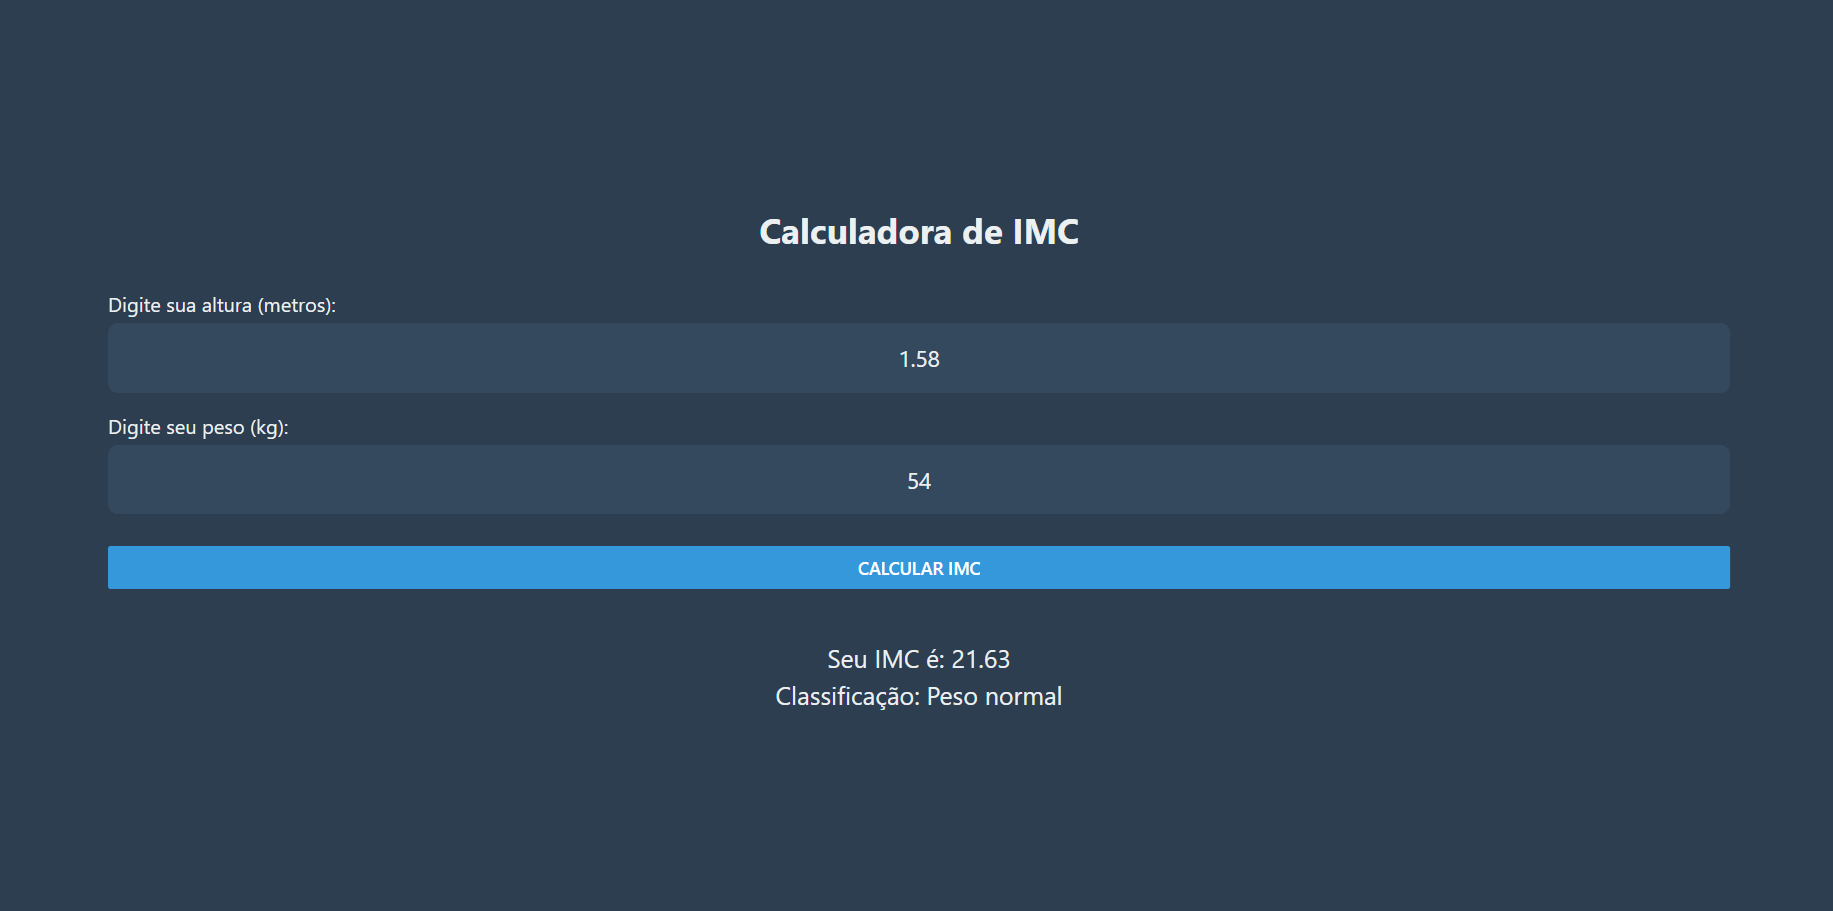 Calculadora de IMC
Digite sua altura (metros):
1.58
Digite seu peso (kg):
54
CALCULAR IMC
Seu IMC é: 21.63
Classificação: Peso normal